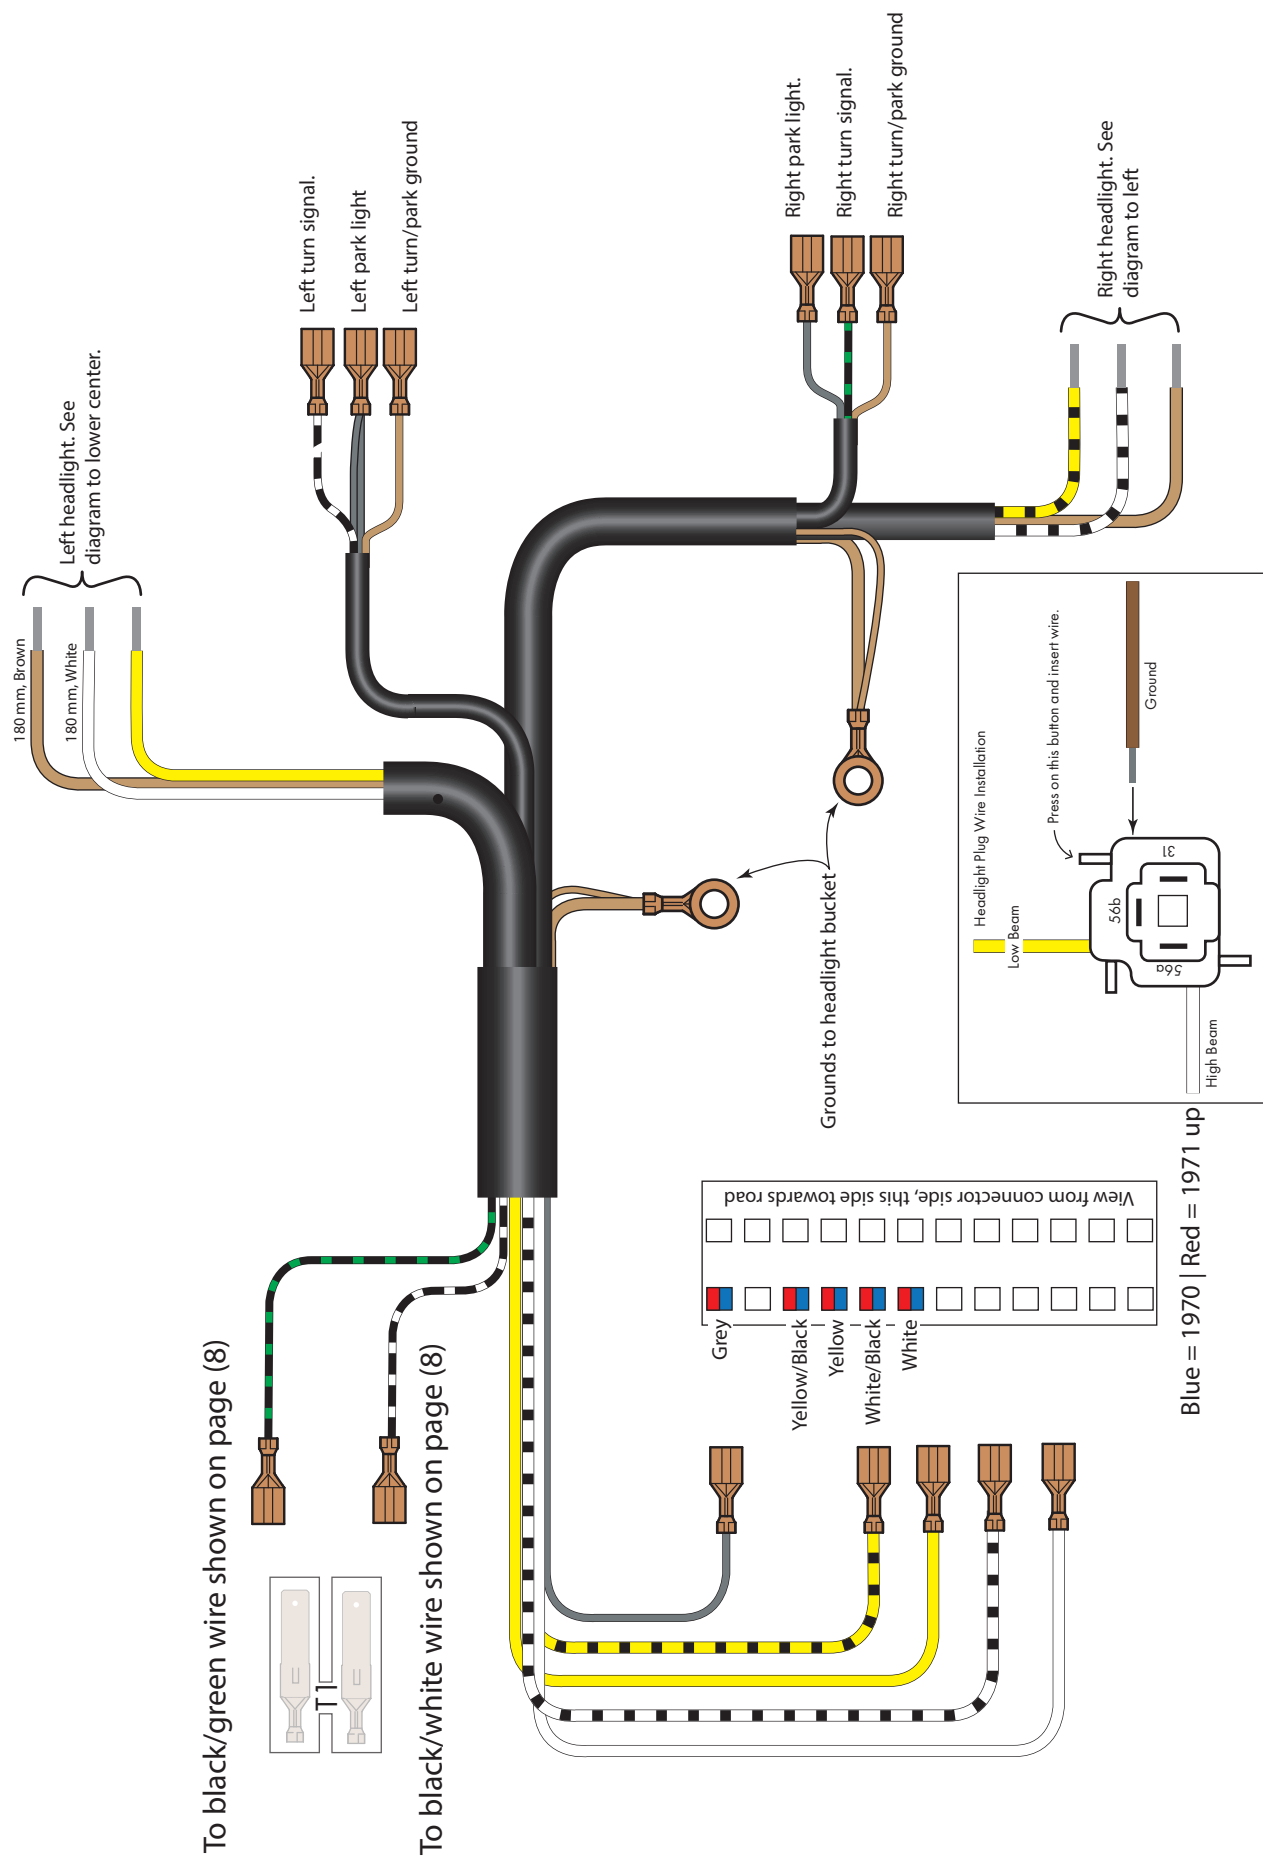 180 mm, Brown
180 mm, White
Left headlight. See
diagram to lower center.
Left turn signal.
Left park light
Left turn/park ground
Right park light.
Right turn signal.
Right turn/park ground
Right headlight. See
diagram to left
Grounds to headlight bucket
Headlight Plug Wire Installation
Low Beam
Press on this button and insert wire.
Ground
High Beam
56b
31
56a
To black/green wire shown on page (8)
T 1
To black/white wire shown on page (8)
View from connector side, this side towards road
Grey
Yellow/Black
Yellow
White/Black
White
Blue = 1970 | Red = 1971 up